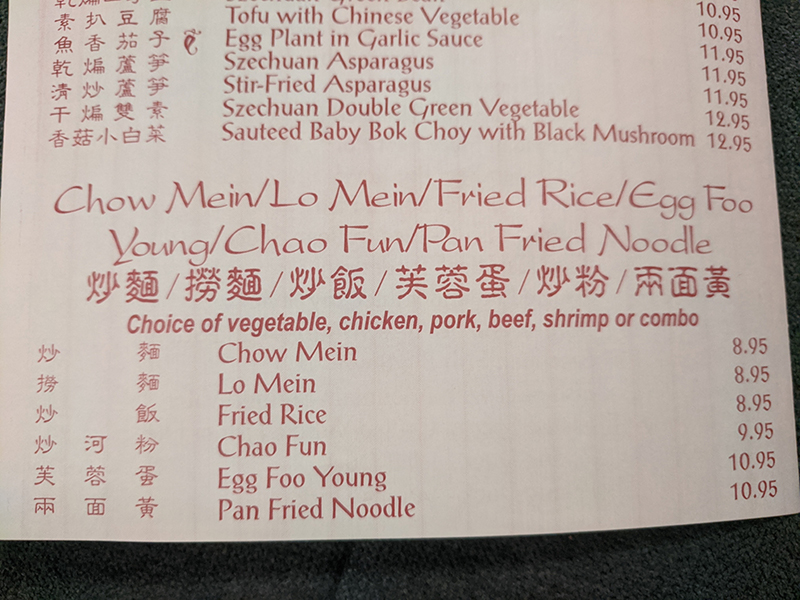 素扒豆腐 Tofu with Chinese Vegetable 10.95
魚香茄子 Egg Plant in Garlic Sauce 10.95
乾煸蘆筍 Szechuan Asparagus 11.95
清炒蘆筍 Stir-Fried Asparagus 11.95
干煸雙素 Szechuan Double Green Vegetable 11.95
香菇小白菜 Sauteed Baby Bok Choy with Black Mushroom 12.95
12.95
Chow Mein/Lo Mein/Fried Rice/Egg Foo
Young/Chao Fun/Pan Fried Noodle
炒麵/撈麵/炒飯/芙蓉蛋/炒粉/兩面黃
Choice of vegetable, chicken, pork, beef, shrimp or combo
炒麵 Chow Mein 8.95
撈麵 Lo Mein 8.95
炒飯 Fried Rice 8.95
炒河粉 Chao Fun 9.95
芙蓉蛋 Egg Foo Young 10.95
兩面黃 Pan Fried Noodle 10.95